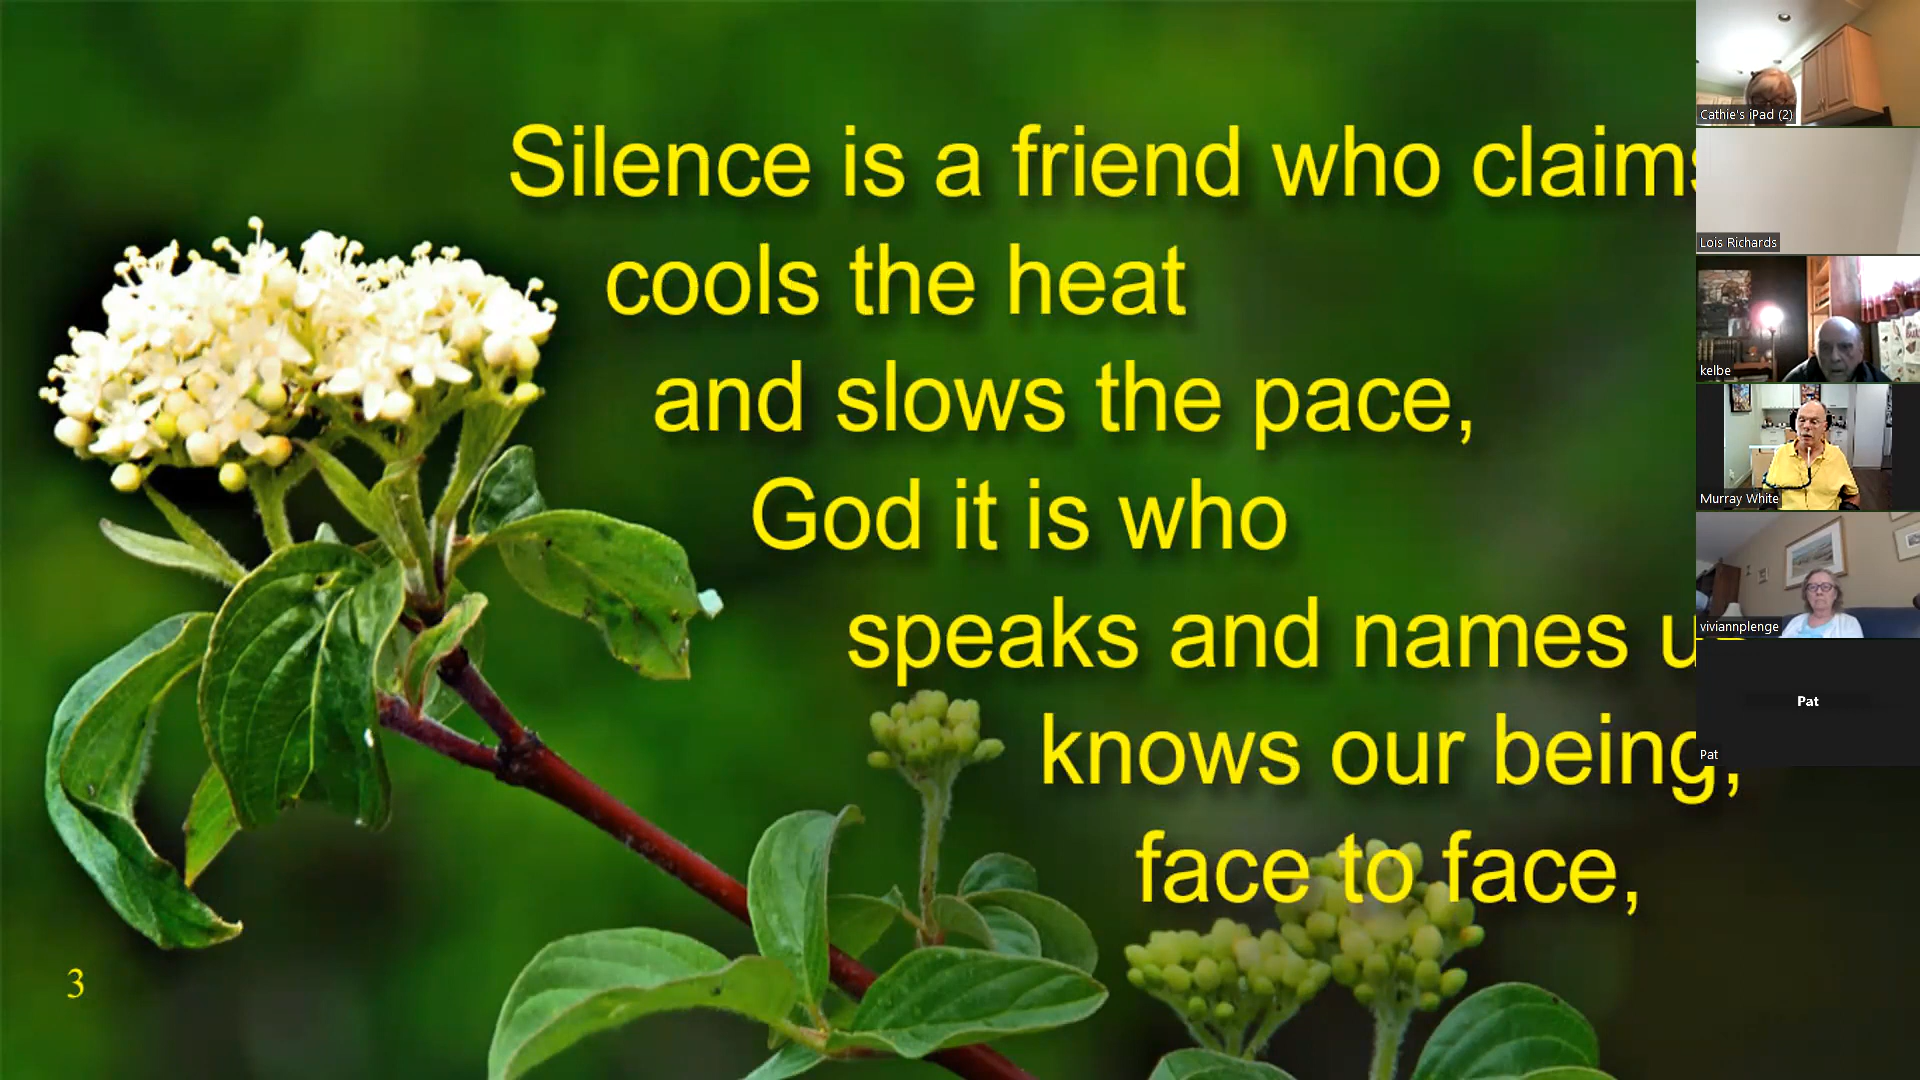 Silence is a friend who claims
cools the heat
and slows the pace,
God it is who
speaks and names
knows our being,
face to face,
3
Cathie's iPad (2)
Lois Richards
kelbe
Murray White
viviannplenge
Pat
Pat